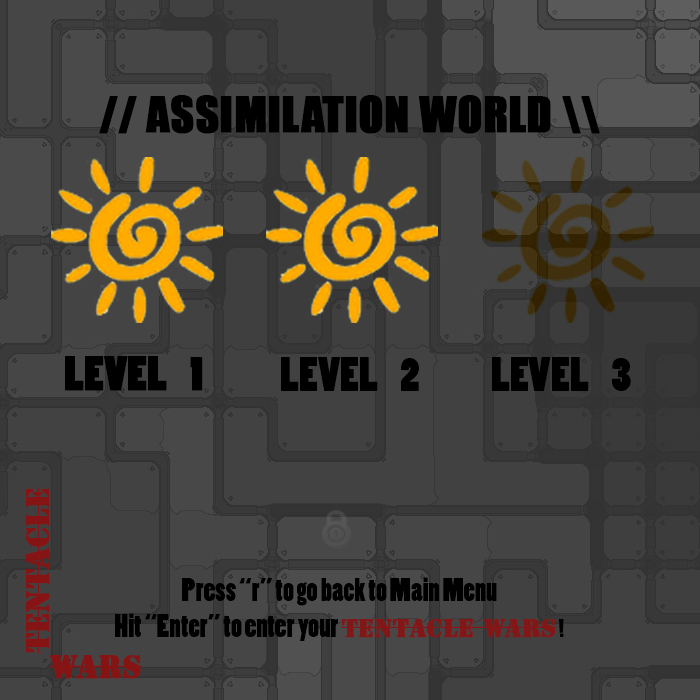 // ASSIMILATION WORLD \\
LEVEL 1
LEVEL 2
LEVEL 3
TENTACLE
WARS
Press “r” to go back to Main Menu
Hit “Enter” to enter your TENTACLE WARS!